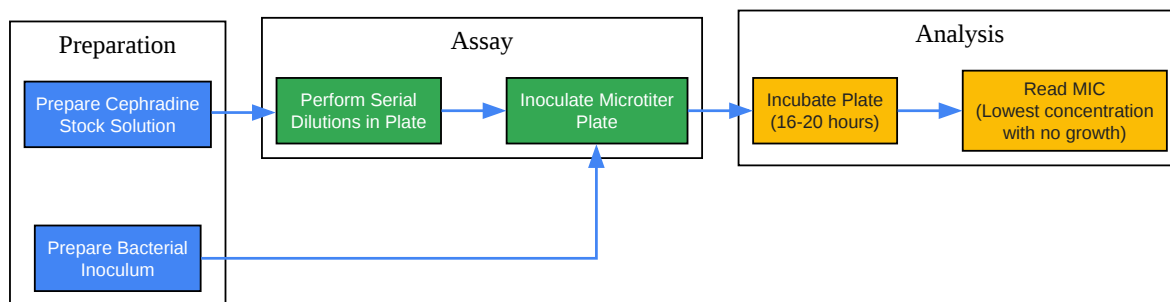 Preparation
Prepare Cephradine
Stock Solution
Prepare Bacterial
Inoculum
Assay
Perform Serial
Dilutions in Plate
Inoculate Microtiter
Plate
Analysis
Incubate Plate
(16-20 hours)
Read MIC
(Lowest concentration
with no growth)